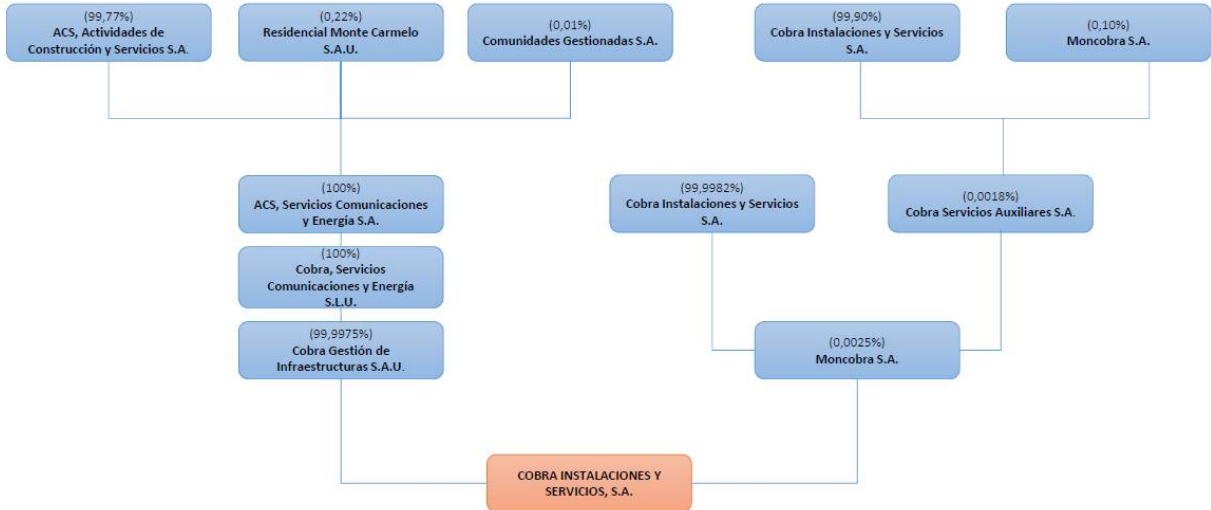 (99,77%)
ACS, Actividades de
Construcción y Servicios S.A.
(0,22%)
Residencial Monte Carmelo
S.A.U.
(0,01%)
Comunidades Gestionadas S.A.
(99,90%)
Cobra Instalaciones y Servicios
S.A.
(0,10%)
Moncobra S.A.
(100%)
ACS, Servicios Comunicaciones
y Energía S.A.
(99,9982%)
Cobra Instalaciones y Servicios
S.A.
(0,0018%)
Cobra Servicios Auxiliares S.A.
(100%)
Cobra, Servicios
Comunicaciones y Energía
S.L.U.
(99,9975%)
Cobra Gestión de
Infraestructuras S.A.U.
(0,0025%)
Moncobra S.A.
COBRA INSTALACIONES Y
SERVICIOS, S.A.